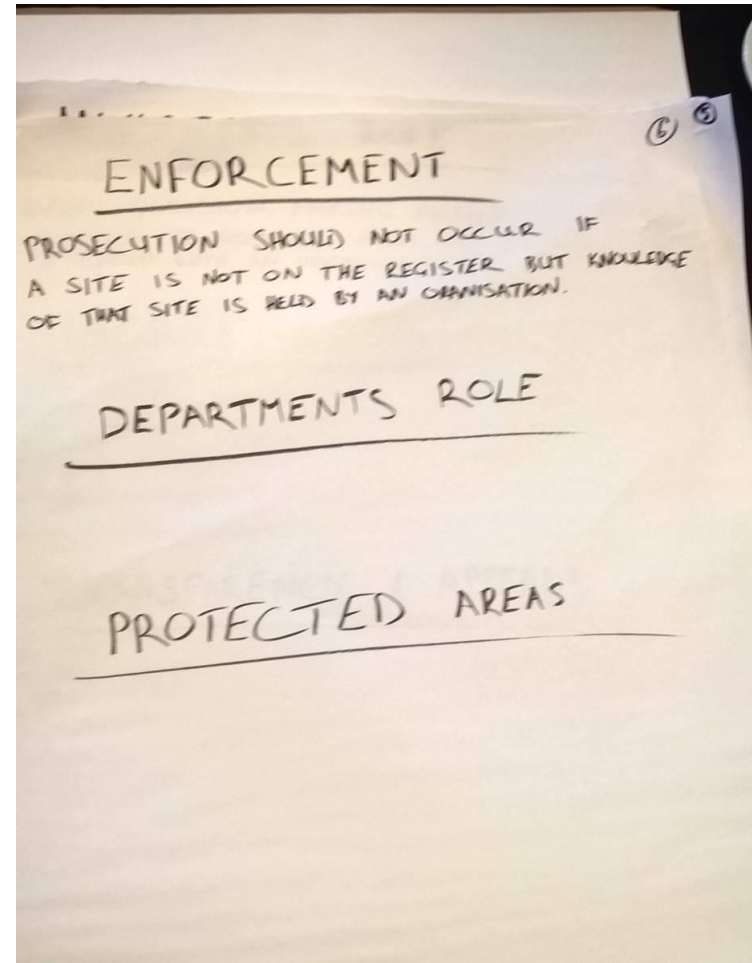 ⑥ ⑤
ENFORCEMENT
PROSECUTION SHOULD NOT OCCUR IF
A SITE IS NOT ON THE REGISTER BUT KNOWLEDGE
OF THAT SITE IS HELD BY AN ORANISATION.
DEPARTMENTS ROLE
PROTECTED AREAS